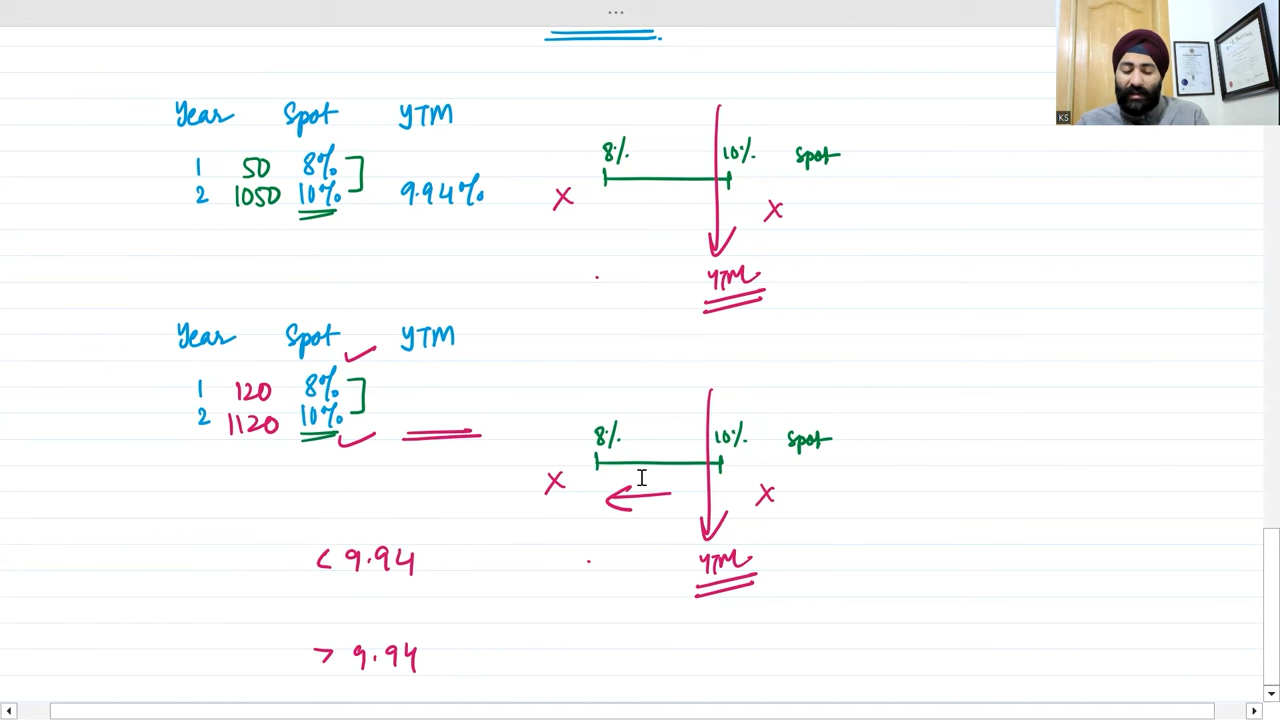 Year Spot YTM
1 50 8%
2 1050 10% 9.94%
8% 10% Spot
X X
YTM
Year Spot YTM
1 120 8%
2 1120 10%
8% 10% Spot
X X
YTM
< 9.94
> 9.94
KS